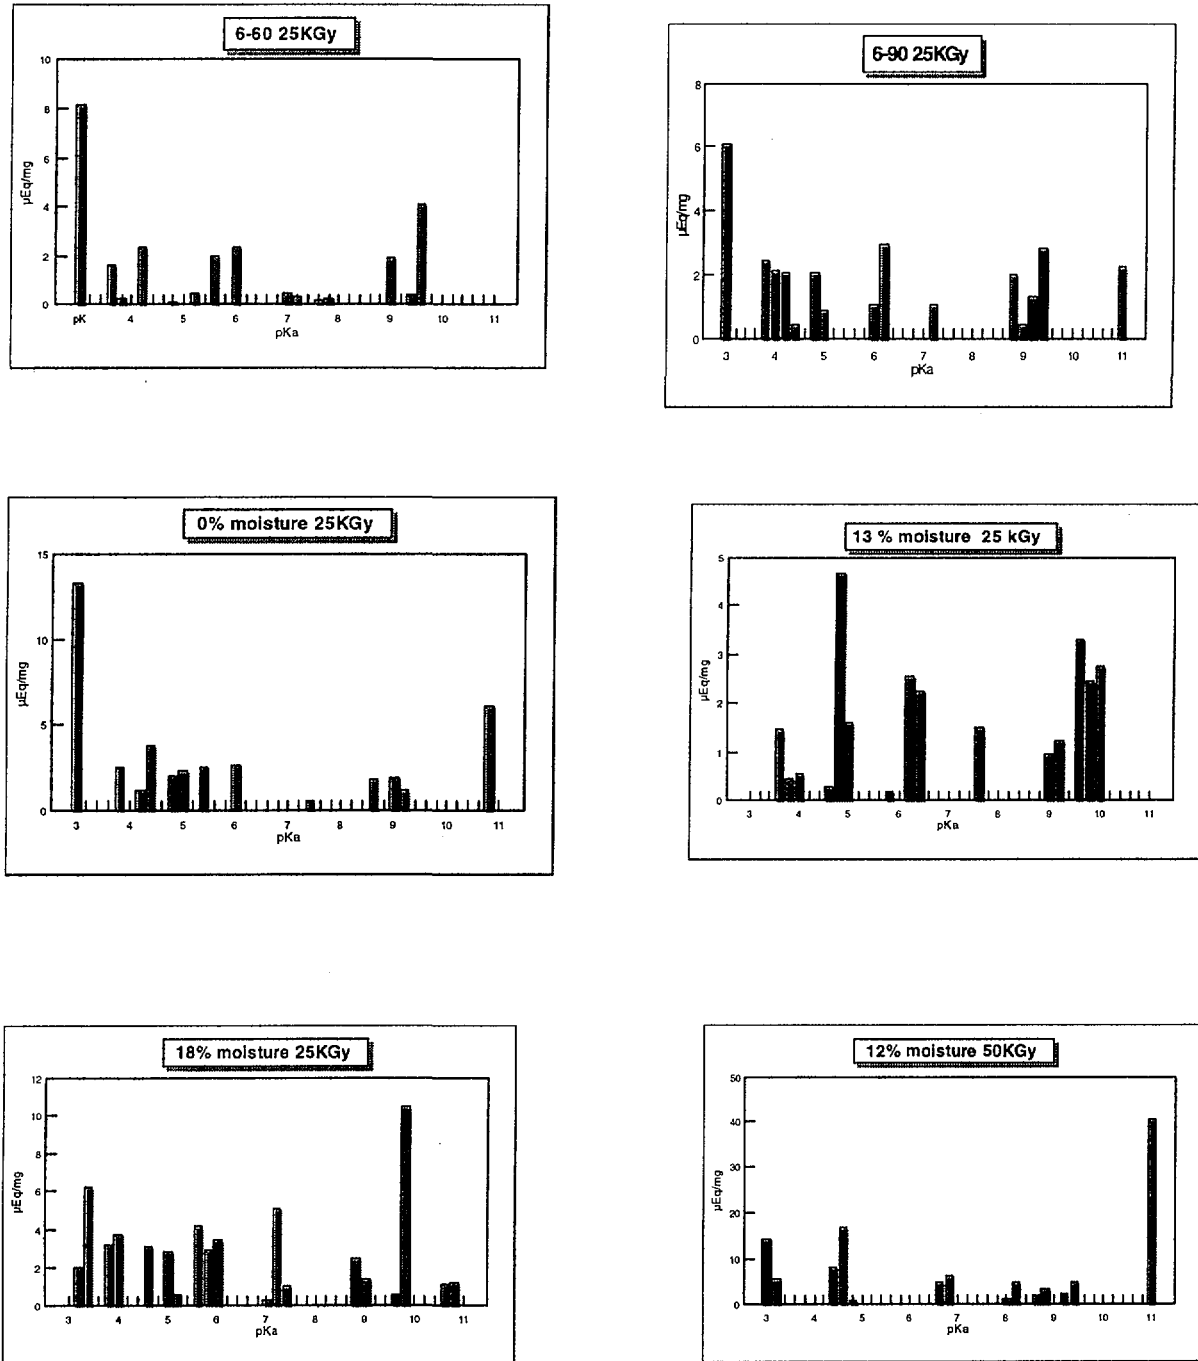 6-60 25KGy
10
8
6
4
2
0
µEq/mg
pK 4 5 6 7 8 9 10 11
pKa
6-90 25KGy
8
6
4
2
0
µEq/mg
3 4 5 6 7 8 9 10 11
pKa
0% moisture 25KGy
15
10
5
0
µEq/mg
3 4 5 6 7 8 9 10 11
pKa
13 % moisture 25 kGy
5
4
3
2
1
0
µEq/mg
3 4 5 6 7 8 9 10 11
pKa
18% moisture 25KGy
12
10
8
6
4
2
0
µEq/mg
3 4 5 6 7 8 9 10 11
pKa
12% moisture 50KGy
50
40
30
20
10
0
µEq/mg
3 4 5 6 7 8 9 10 11
pKa